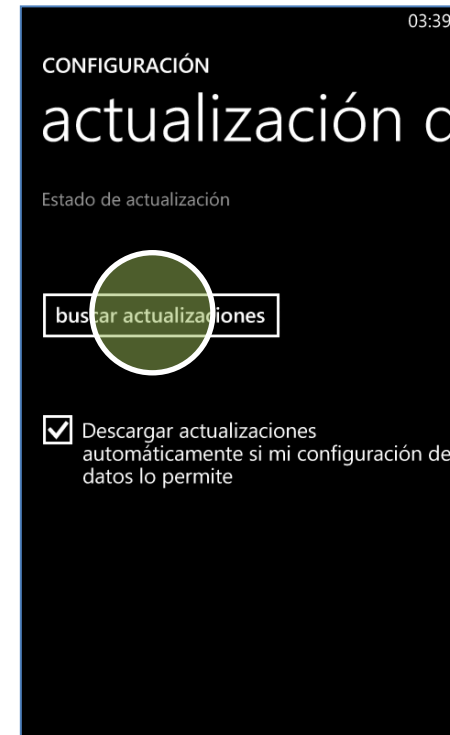 03:39
CONFIGURACIÓN
actualización d
Estado de actualización
buscar actualizaciones
Descargar actualizaciones
automáticamente si mi configuración de
datos lo permite